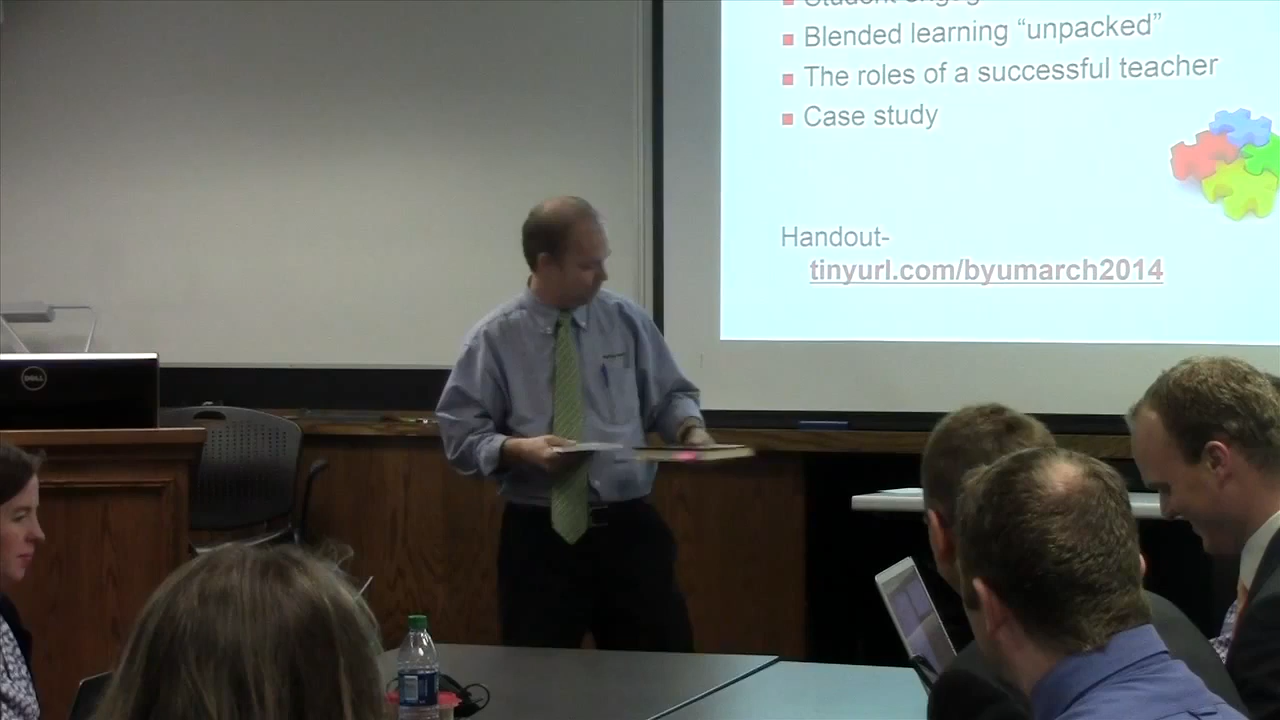 Blended learning “unpacked”
The roles of a successful teacher
Case study
Handout-
tinyurl.com/byumarch2014
DELL